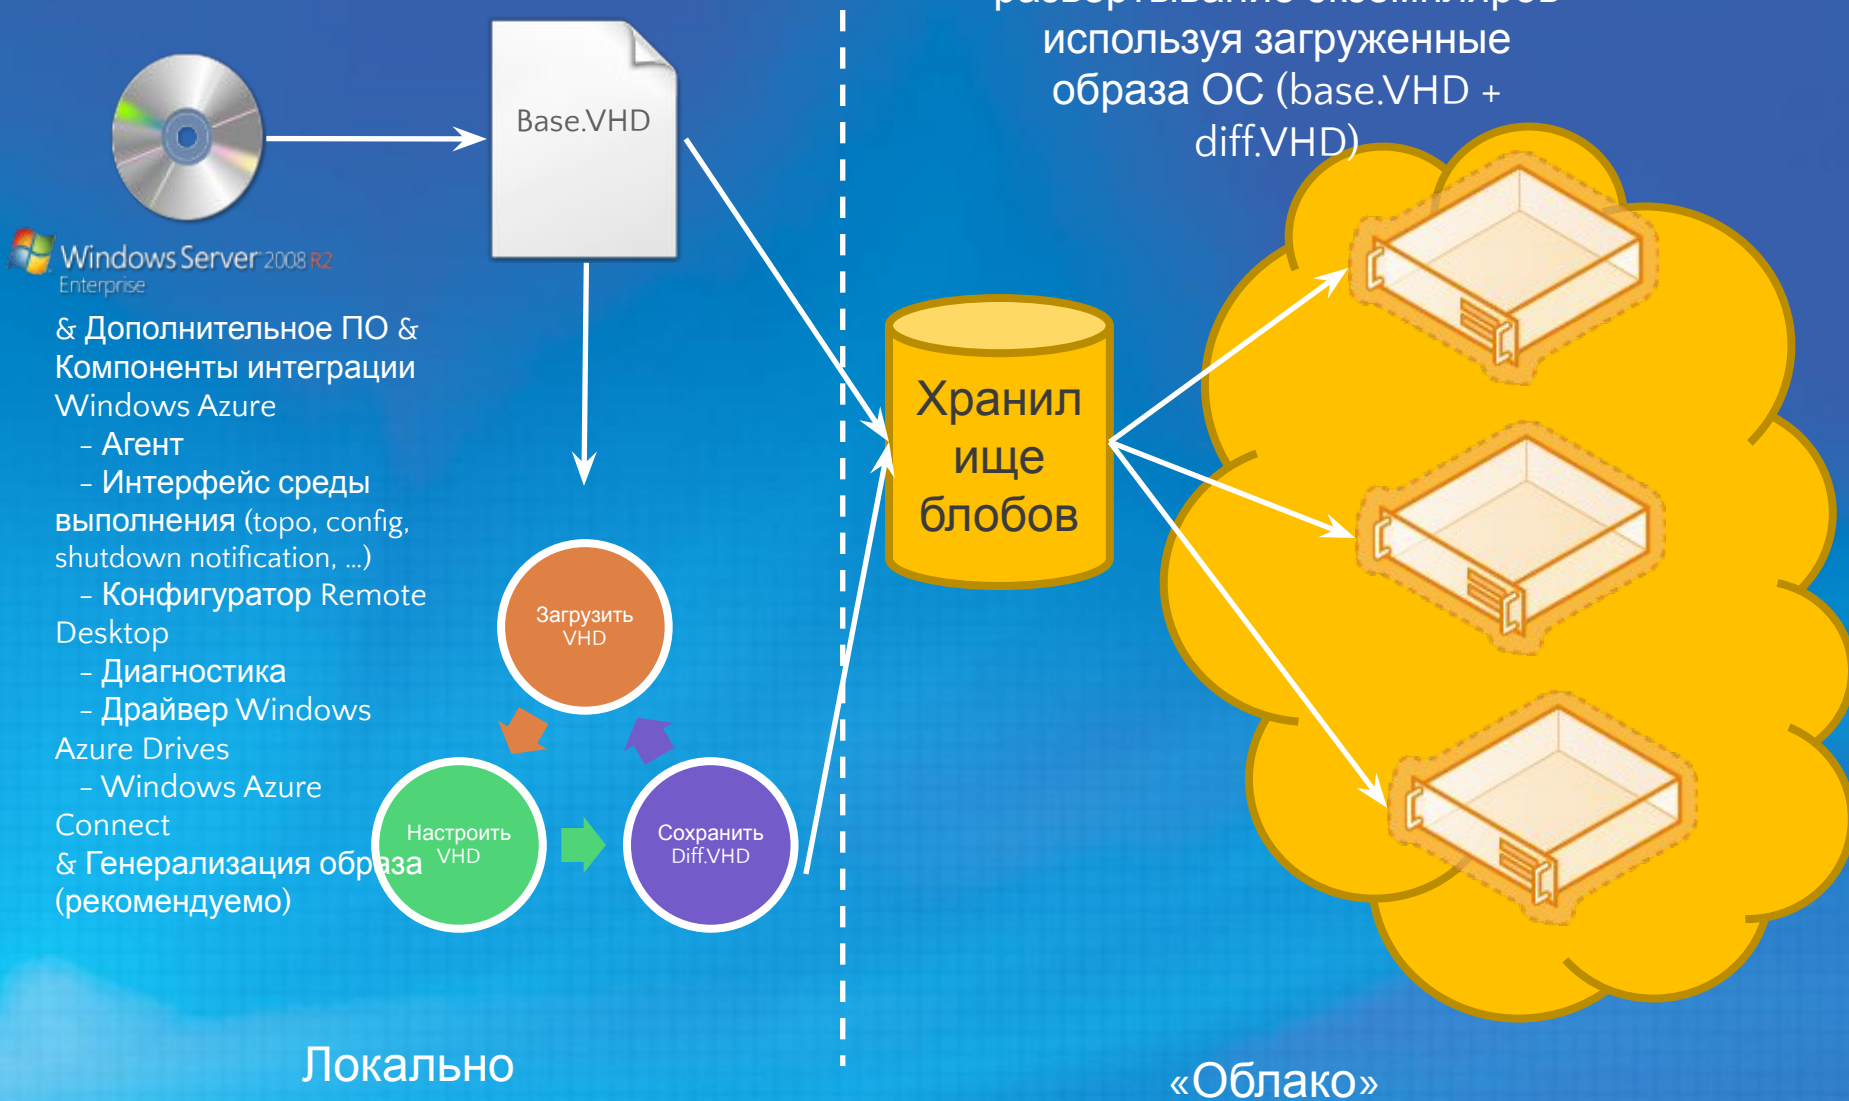 развертывание экземпляров
используя загруженные
образа ОС (base.VHD +
diff.VHD)
Base.VHD
Windows Server 2008 R2
Enterprise
& Дополнительное ПО &
Компоненты интеграции
Windows Azure
- Агент
- Интерфейс среды
выполнения (topo, config,
shutdown notification, ...)
- Конфигуратор Remote
Desktop
- Диагностика
- Драйвер Windows
Azure Drives
- Windows Azure
Connect
& Генерализация образа
(рекомендуемо)
Загрузить
VHD
Настроить
VHD
Сохранить
Diff.VHD
Хранил
ище
блобов
Локально
«Облако»